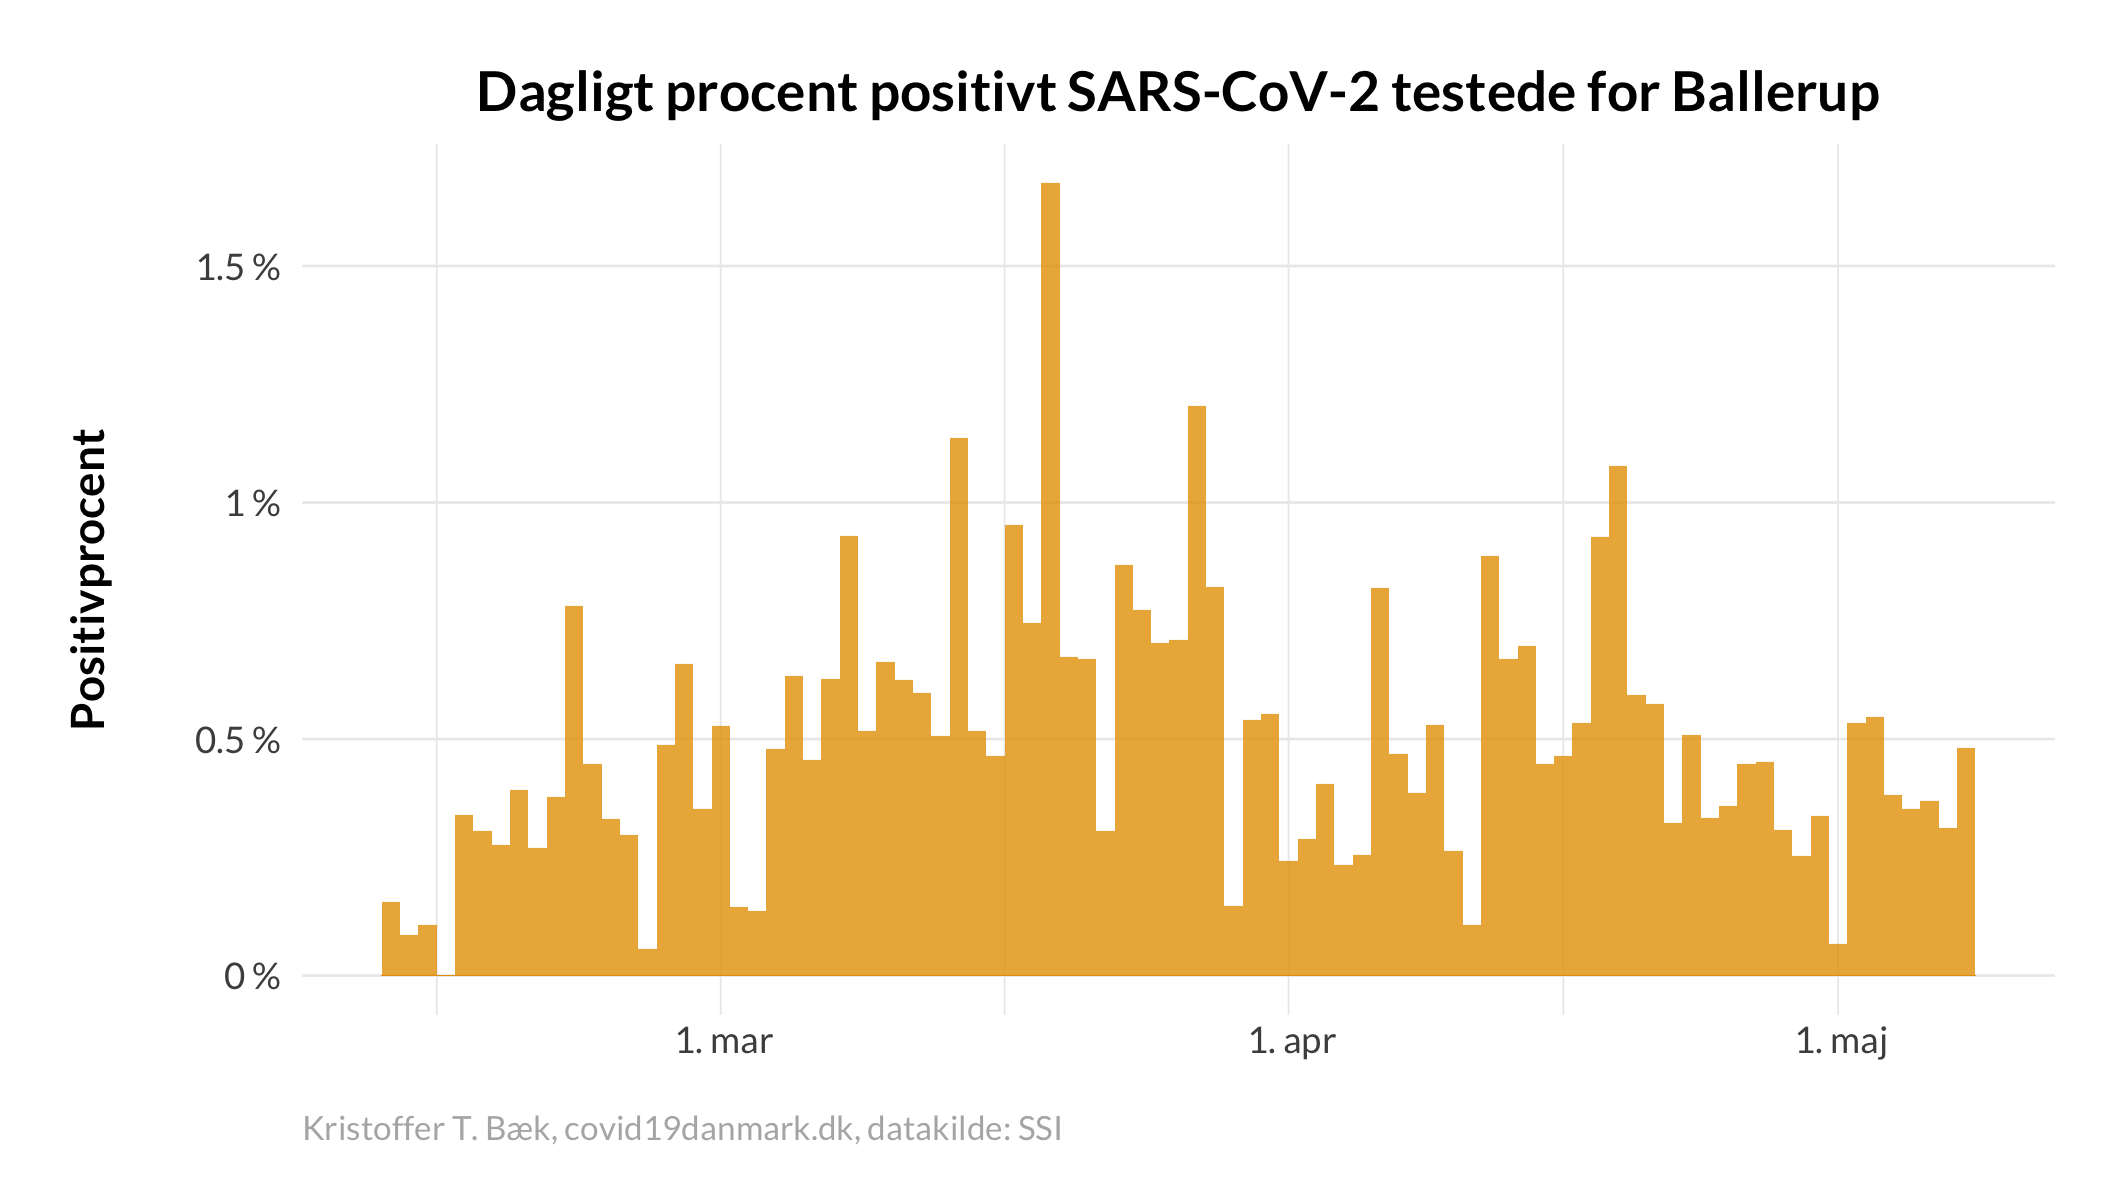 Dagligt procent positivt SARS-CoV-2 testede for Ballerup
Positivprocent
1.5 %
1 %
0.5 %
0 %
1. mar
1. apr
1. maj
Kristoffer T. Bæk, covid19danmark.dk, datakilde: SSI